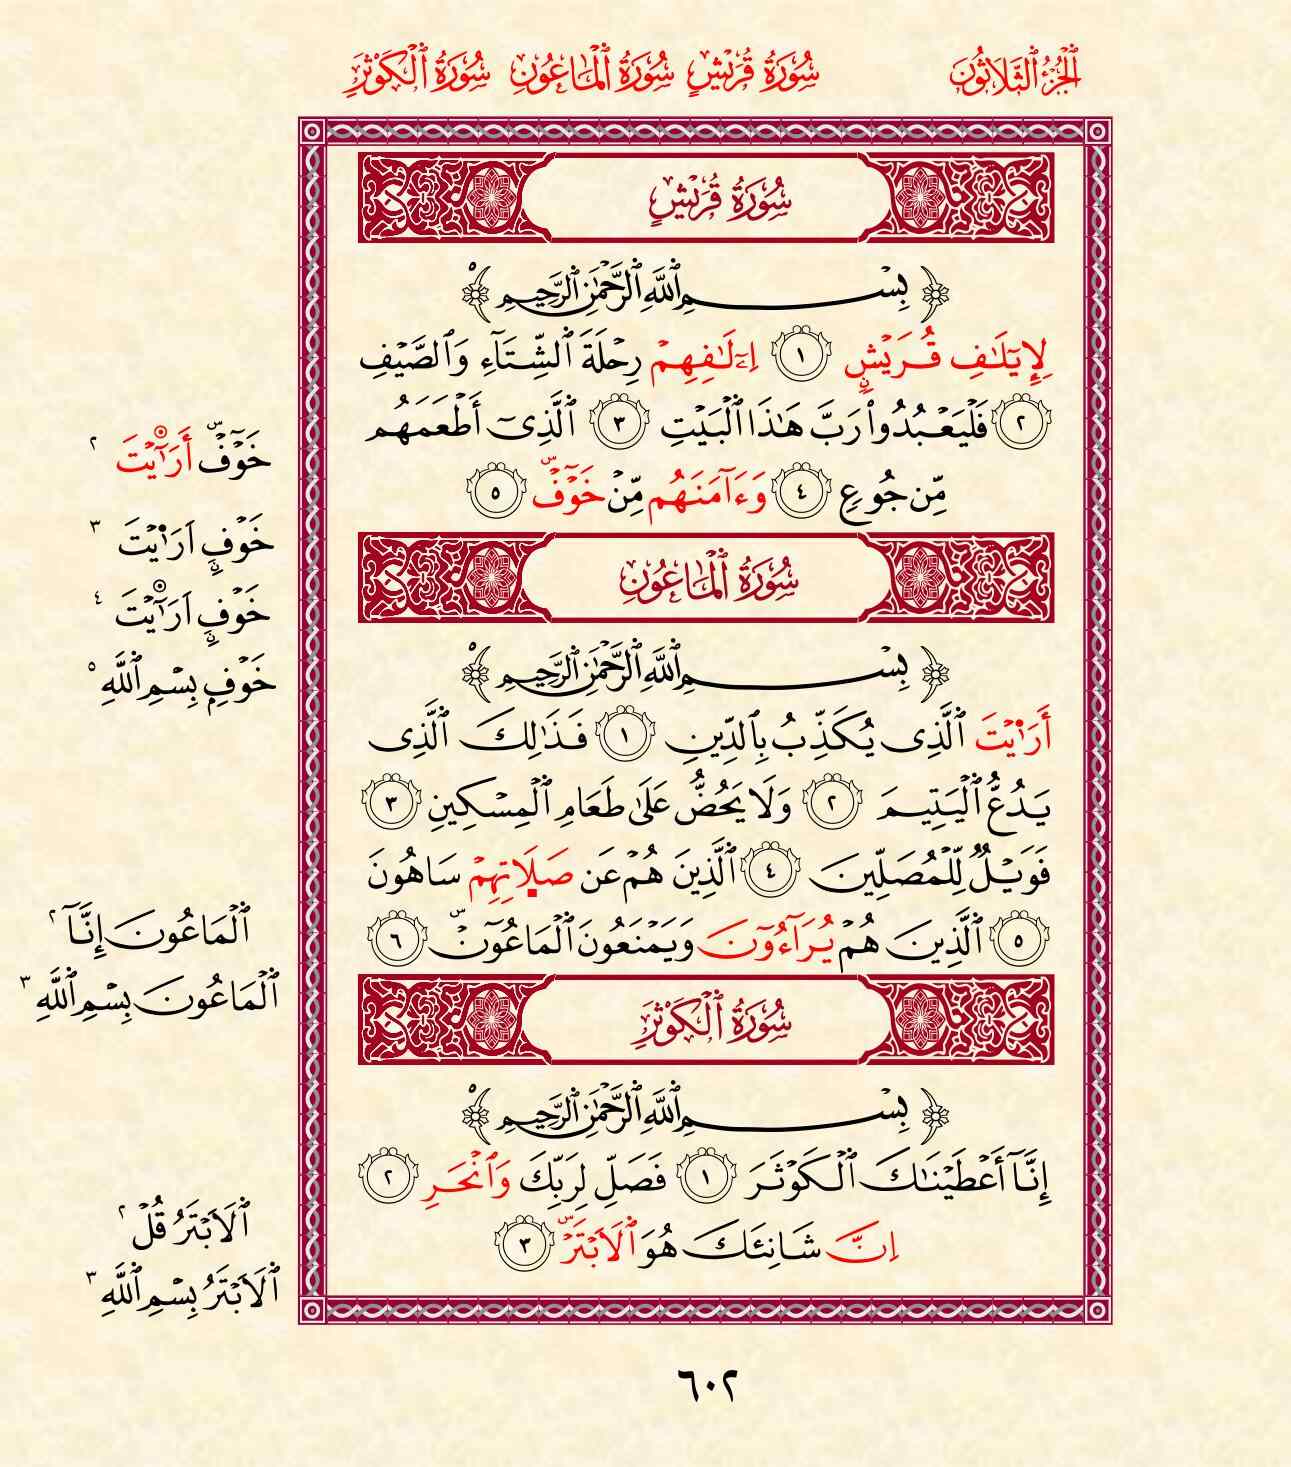 الجُزْءُ الثَّلَاثُونَ سُورَةُ قُرَيْشٍ سُورَةُ ٱلْمَاعُونِ سُورَةُ ٱلْكَوْثَرِ
سُورَةُ قُرَيْشٍ
بِسْمِ ٱللَّهِ ٱلرَّحْمَٰنِ ٱلرَّحِيمِ
لِإِيلَٰفِ قُرَيْشٍ ١ اِۦٓلَٰفِهِمْ رِحْلَةَ ٱلشِّتَآءِ وَٱلصَّيْفِ
٢ فَلْيَعْبُدُوا۟ رَبَّ هَٰذَا ٱلْبَيْتِ ٣ ٱلَّذِىٓ أَطْعَمَهُم
مِّن جُوعٍ ٤ وَءَامَنَهُم مِّنْ خَوْفٍ ٥
خَوْفٍ أَرَٰٓيْتَ ٢
خَوْفٍ اَرَٰيْتَ ٣
خَوْفٍ اَرَٰٓيْتَ ٤
خَوْفِۭ بِسْمِ ٱللَّهِ ٥
سُورَةُ ٱلْمَاعُونِ
بِسْمِ ٱللَّهِ ٱلرَّحْمَٰنِ ٱلرَّحِيمِ
أَرَٰيْتَ ٱلَّذِى يُكَذِّبُ بِٱلدِّينِ ١ فَذَٰلِكَ ٱلَّذِى
يَدُعُّ ٱلْيَتِيمَ ٢ وَلَا يَحُضُّ عَلَىٰ طَعَامِ ٱلْمِسْكِينِ ٣
فَوَيْلٌ لِّلْمُصَلِّينَ ٤ ٱلَّذِينَ هُمْ عَن صَلَاتِهِمْ سَاهُونَ
٥ ٱلَّذِينَ هُمْ يُرَآءُونَ وَيَمْنَعُونَ ٱلْمَاعُونَ ٦
ٱلْمَاعُونَ إِنَّآ ٢
ٱلْمَاعُونَ بِسْمِ ٱللَّهِ ٣
سُورَةُ ٱلْكَوْثَرِ
بِسْمِ ٱللَّهِ ٱلرَّحْمَٰنِ ٱلرَّحِيمِ
إِنَّآ أَعْطَيْنَٰكَ ٱلْكَوْثَرَ ١ فَصَلِّ لِرَبِّكَ وَٱنْحَرِ ٢
اِنَّ شَانِئَكَ هُوَ ٱلَابْتَرُ ٣
ٱلَابْتَرُ قُلْ ٢
ٱلَابْتَرُ بِسْمِ ٱللَّهِ ٣
٦٠٢